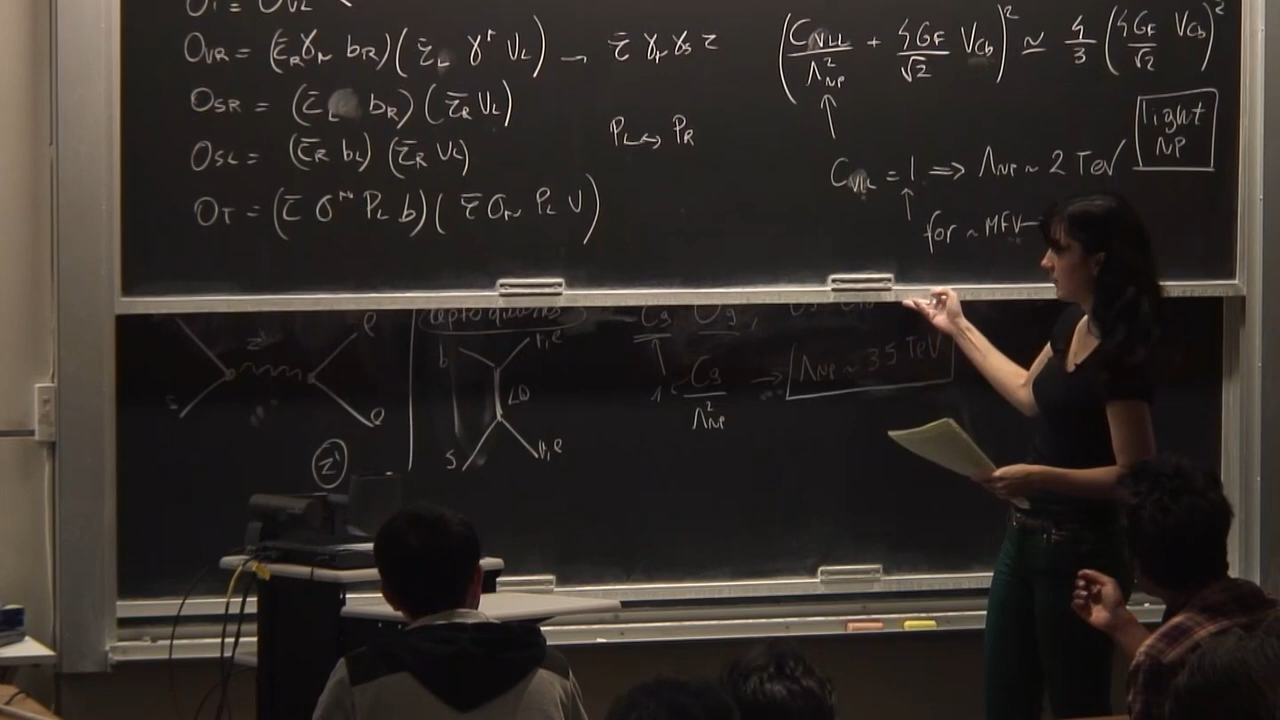 O_VR = (c̄_R γ_μ b_R)(τ̄_L γ^μ ν_L) → τ̄ γ_μ γ_5 τ
O_SR = (c̄_L b_R)(τ̄_R ν_L)
O_SL = (c̄_R b_L)(τ̄_R ν_L)
O_T = (c̄ σ^μν P_L b)(τ̄ σ_μν P_L ν)
P_L ↔ P_R
(C_VLL / Λ²_NP + 4G_F/√2 V_cb)² ≃ 4/3 (4G_F/√2 V_cb)²
C_VLL = 1 ⇒ Λ_NP ~ 2 TeV
light
NP
for ~ MFV
Z'
l
s
l
Z'
leptoquarks
b
μ, e
LQ
s
μ, e
C_9 O_9,
1 C_9 / Λ²_NP → Λ_NP ~ 35 TeV